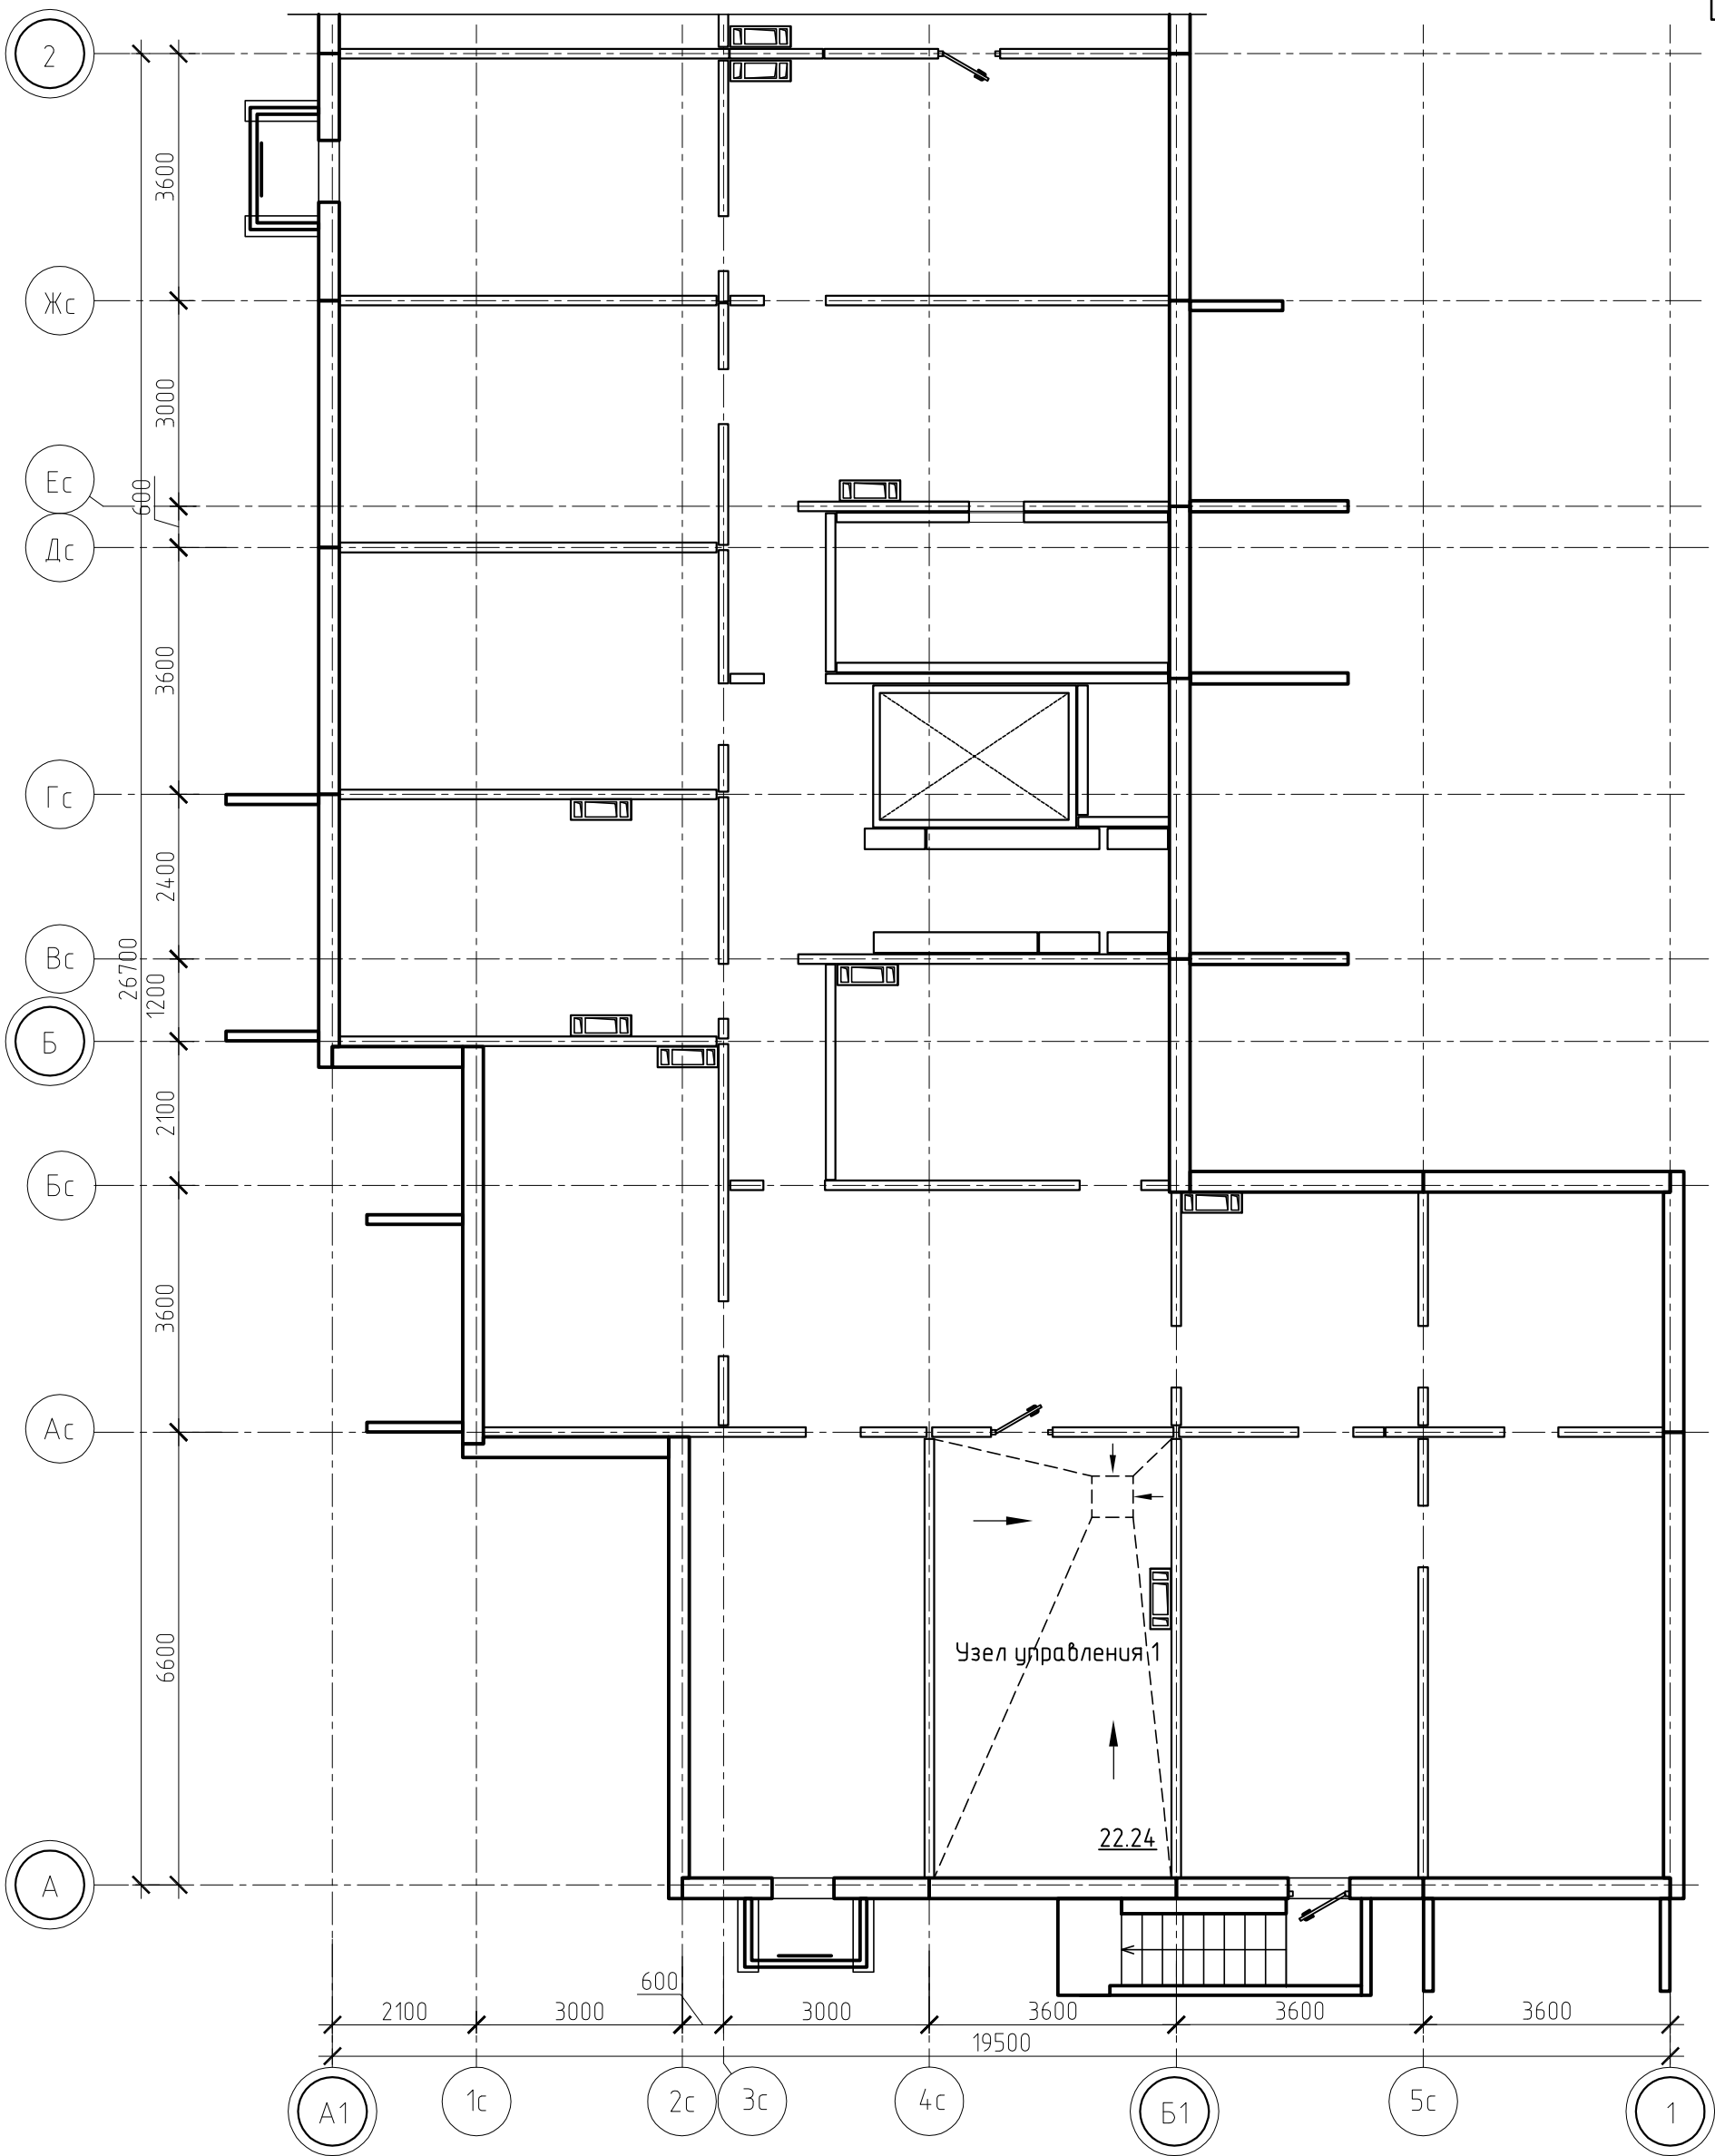 2
3600
Жс
3000
Ес
600
Дс
3600
Гс
2400
Вс
26700
1200
Б
2100
Бс
3600
Ас
6600
Узел управления 1
22.24
А
600
2100
3000
3000
3600
3600
3600
19500
А1
1с
2с
3с
4с
Б1
5с
1